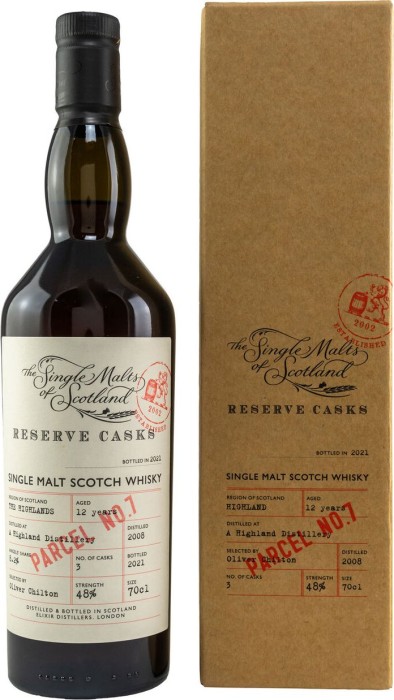 The Single Malts
of Scotland
2002
ESTABLISHED
RESERVE CASKS
BOTTLED IN 2021
SINGLE MALT SCOTCH WHISKY
REGION OF SCOTLAND
THE HIGHLANDS
AGED
12 years
DISTILLED AT
A Highland Distillery
DISTILLED
2008
PARCEL NO.7
ANGELS SHARE
NO. OF CASKS
3
BOTTLED
2021
SELECTED BY
Oliver Chilton
STRENGTH
48%
SIZE
70cl
DISTILLED & BOTTLED IN SCOTLAND
ELIXIR DISTILLERS, LONDON
The Single Malts
of Scotland
2002
ESTABLISHED
RESERVE CASKS
BOTTLED IN 2021
SINGLE MALT SCOTCH WHISKY
REGION OF SCOTLAND
HIGHLAND
AGED
12 years
DISTILLED AT
A Highland Distillery
SELECTED BY
Oliver Chilton
DISTILLED
2008
PARCEL NO.7
NO. OF CASKS
3
STRENGTH
48%
SIZE
70cl